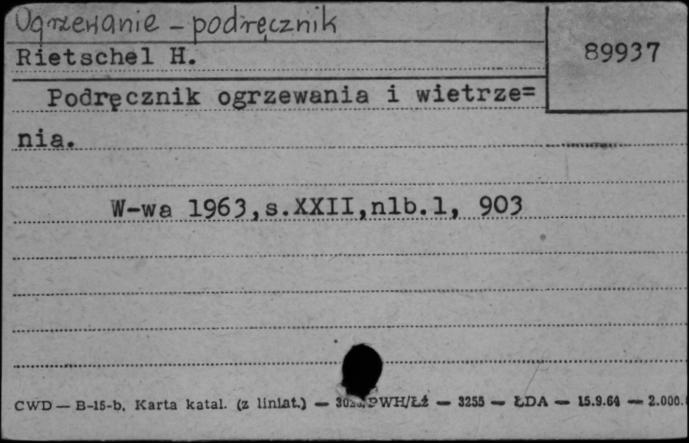 Ogrzewanie - podręcznik
Rietschel H.
89937
Podręcznik ogrzewania i wietrze=
nia.
W-wa 1963,s.XXII,nlb.1, 903
CWD — B-15-b. Karta katal. (z liniat.) — PWH/Łź — 3255 — ŁDA — 15.9.64 — 2.000.